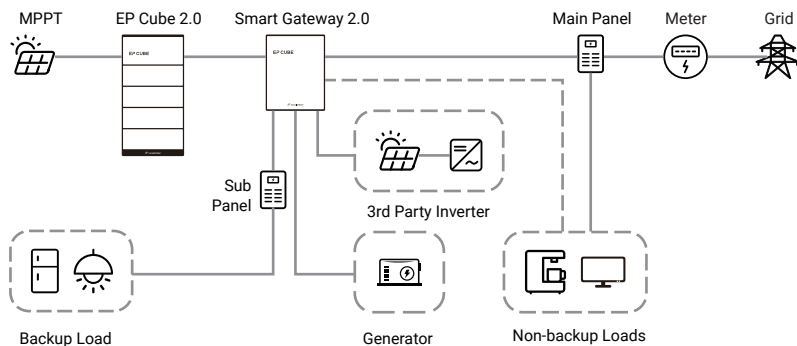 MPPT
EP Cube 2.0
Smart Gateway 2.0
Main Panel
Meter
Grid
EP CUBE
EP CUBE
Sub
Panel
3rd Party Inverter
Backup Load
Generator
Non-backup Loads